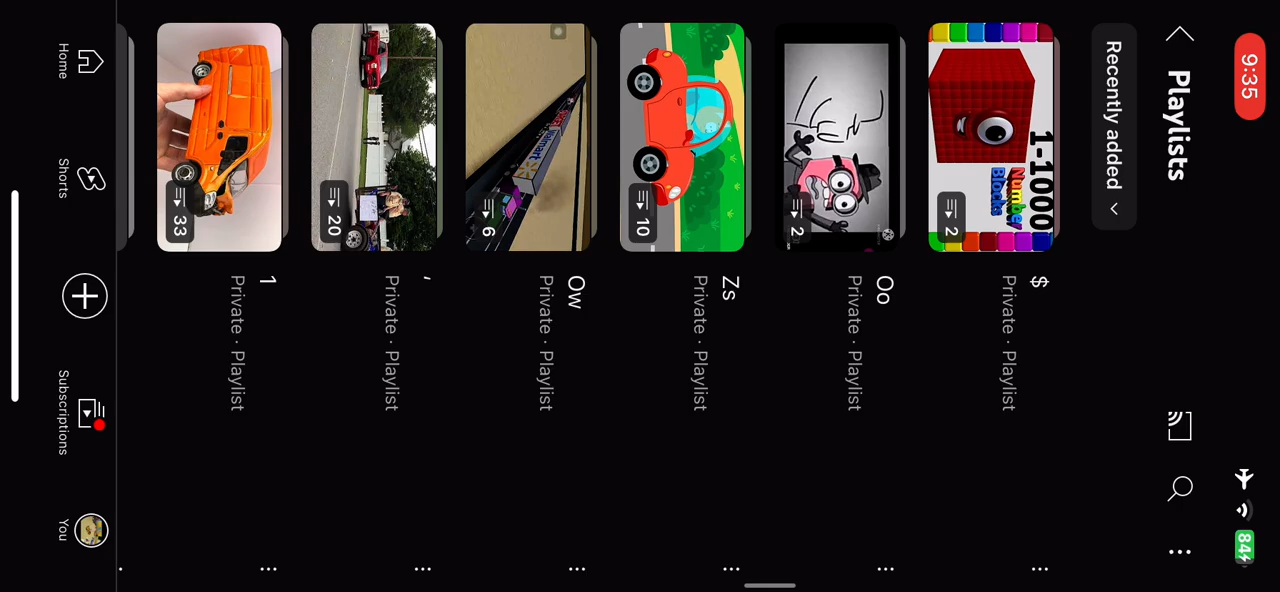 9:35
84
Playlists
Recently added
1-1000
Number
Blocks
2
$
Private · Playlist
2
Oo
Private · Playlist
10
Zs
Private · Playlist
Walmart
6
Ow
Private · Playlist
20
'
Private · Playlist
33
1
Private · Playlist
Home
Shorts
Subscriptions
You